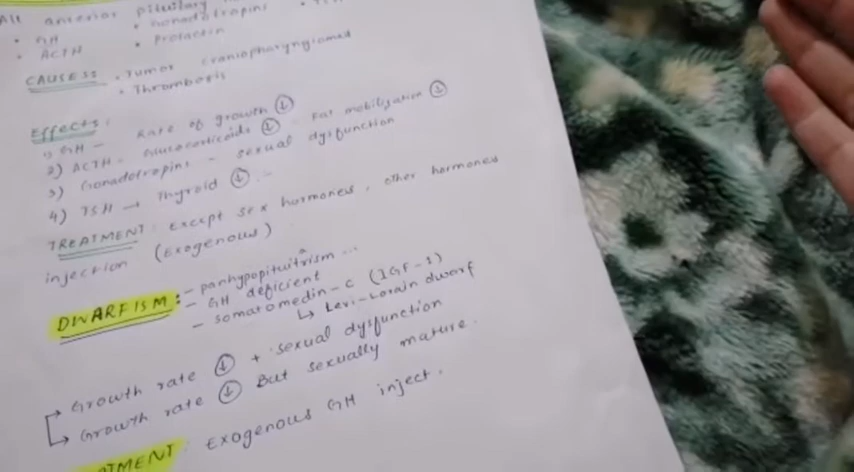 All anterior pituitary
• GH • Gonadotropins
• ACTH • Prolactin
CAUSES: • Tumor craniopharyngiomas
• Thrombosis
Effects:
1) GH - Rate of growth ↓
2) ACTH - Glucocorticoids ↓ - Fat mobilisation ↓
3) Gonadotropins - sexual dysfunction
4) TSH → Thyroid ↓ -
TREATMENT: Except sex hormones, other hormones
injection (Exogenous)
DWARFISM: - panhypopituitrism ...
- GH deficient
- somatomedin-C (IGF-1)
↳ Levi-Lorain dwarf
→ Growth rate ↓ + sexual dysfunction
→ Growth rate ↓ But sexually mature.
ATMENT: Exogenous GH inject.